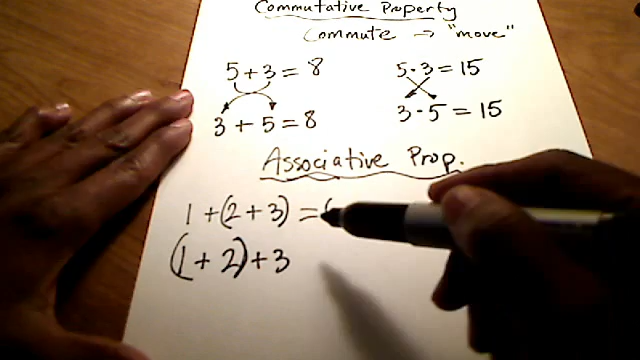 Commutative Property
Commute → "move"
5 + 3 = 8
5 · 3 = 15
3 + 5 = 8
3 · 5 = 15
Associative Prop.
1 + (2 + 3) =
(1 + 2) + 3